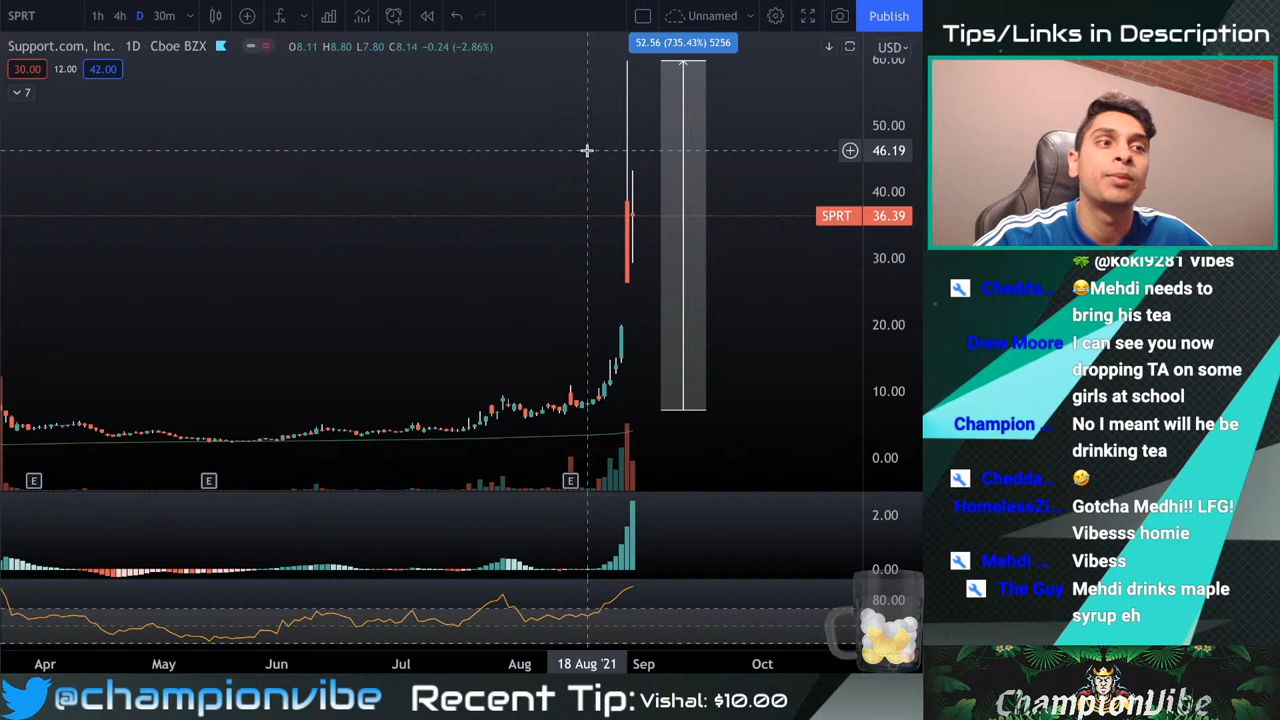 SPRT 1h 4h D 30m Unnamed Publish
Support.com, Inc. 1D Cboe BZX O8.11 H8.80 L7.80 C8.14 -0.24 (-2.86%)
52.56 (735.43%) 5256
USD
30.00 12.00 42.00
7
60.00
50.00
46.19
40.00
SPRT 36.39
30.00
20.00
10.00
0.00
E E E
2.00
0.00
80.00
Apr May Jun Jul Aug 18 Aug '21 Sep Oct
@championvibe Recent Tip: Vishal: $10.00
Tips/Links in Description
@koki9281 Vibes
Chedda... 😂Mehdi needs to
bring his tea
Drew Moore I can see you now
dropping TA on some
girls at school
Champion ... No I meant will he be
drinking tea
Chedda... 🤣
HomelessZi... Gotcha Medhi!! LFG!
Vibesss homie
Mehdi ... Vibess
The Guy Mehdi drinks maple
syrup eh
ChampionVibe